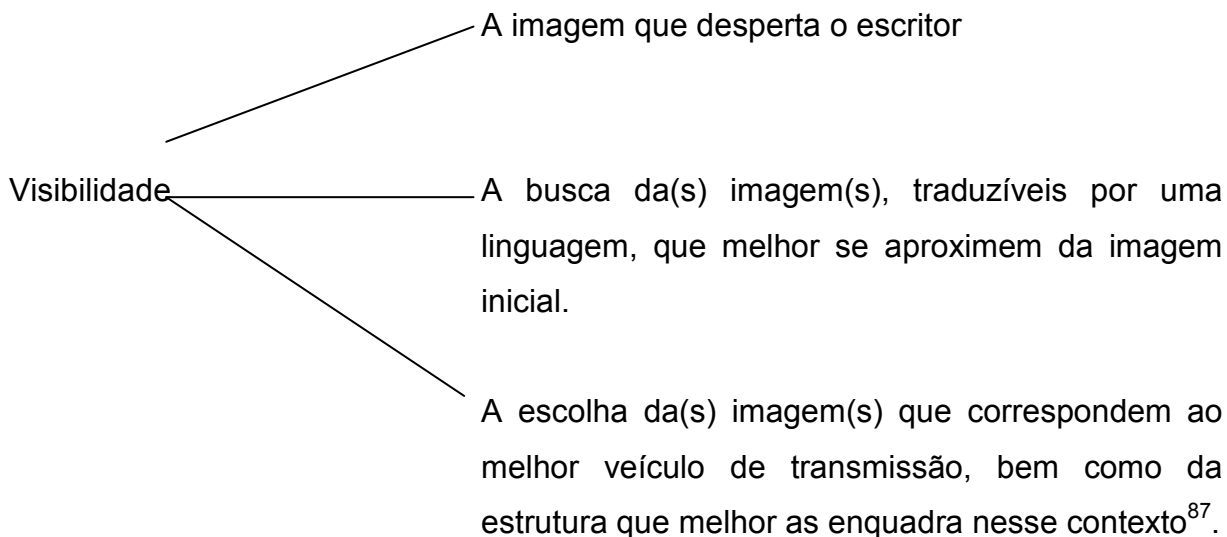 A imagem que desperta o escritor
Visibilidade
A busca da(s) imagem(s), traduzíveis por uma
linguagem, que melhor se aproximem da imagem
inicial.
A escolha da(s) imagem(s) que correspondem ao
melhor veículo de transmissão, bem como da
estrutura que melhor as enquadra nesse contexto87.